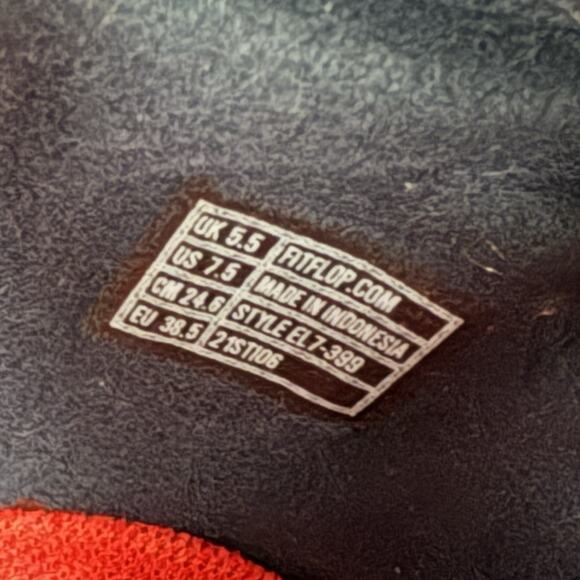 UK 5.5 FITFLOP.COM
US 7.5 MADE IN INDONESIA
CM 24.6 STYLE EL7-399
EU 38.5 21STI06